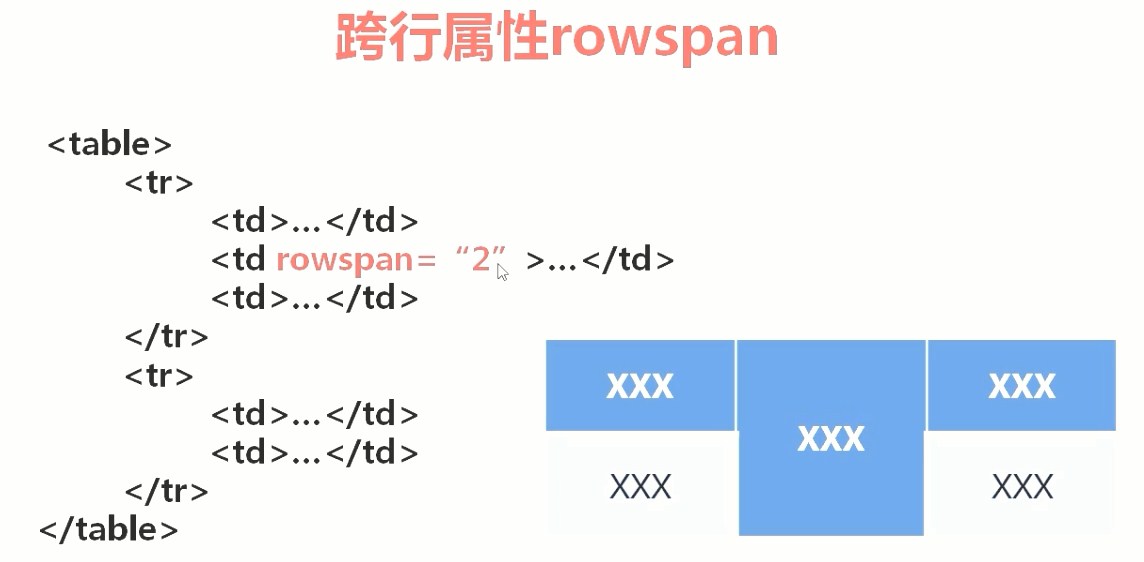 跨行属性rowspan
<table>
<tr>
<td>...</td>
<td rowspan= “2” >...</td>
<td>...</td>
</tr>
<tr>
<td>...</td>
<td>...</td>
</tr>
</table>
XXX XXX
XXX
XXX XXX